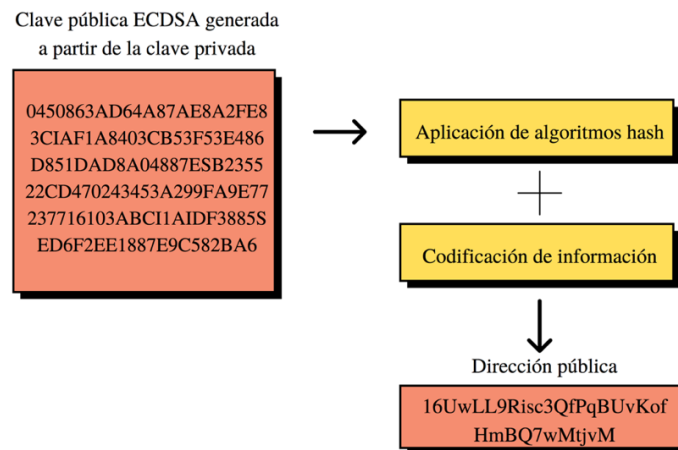 Clave pública ECDSA generada
a partir de la clave privada
0450863AD64A87AE8A2FE8
3CIAF1A8403CB53F53E486
D851DAD8A04887ESB2355
22CD470243453A299FA9E77
237716103ABCI1AIDF3885S
ED6F2EE1887E9C582BA6
Aplicación de algoritmos hash
Codificación de información
Dirección pública
16UwLL9Risc3QfPqBUvKof
HmBQ7wMtjvM